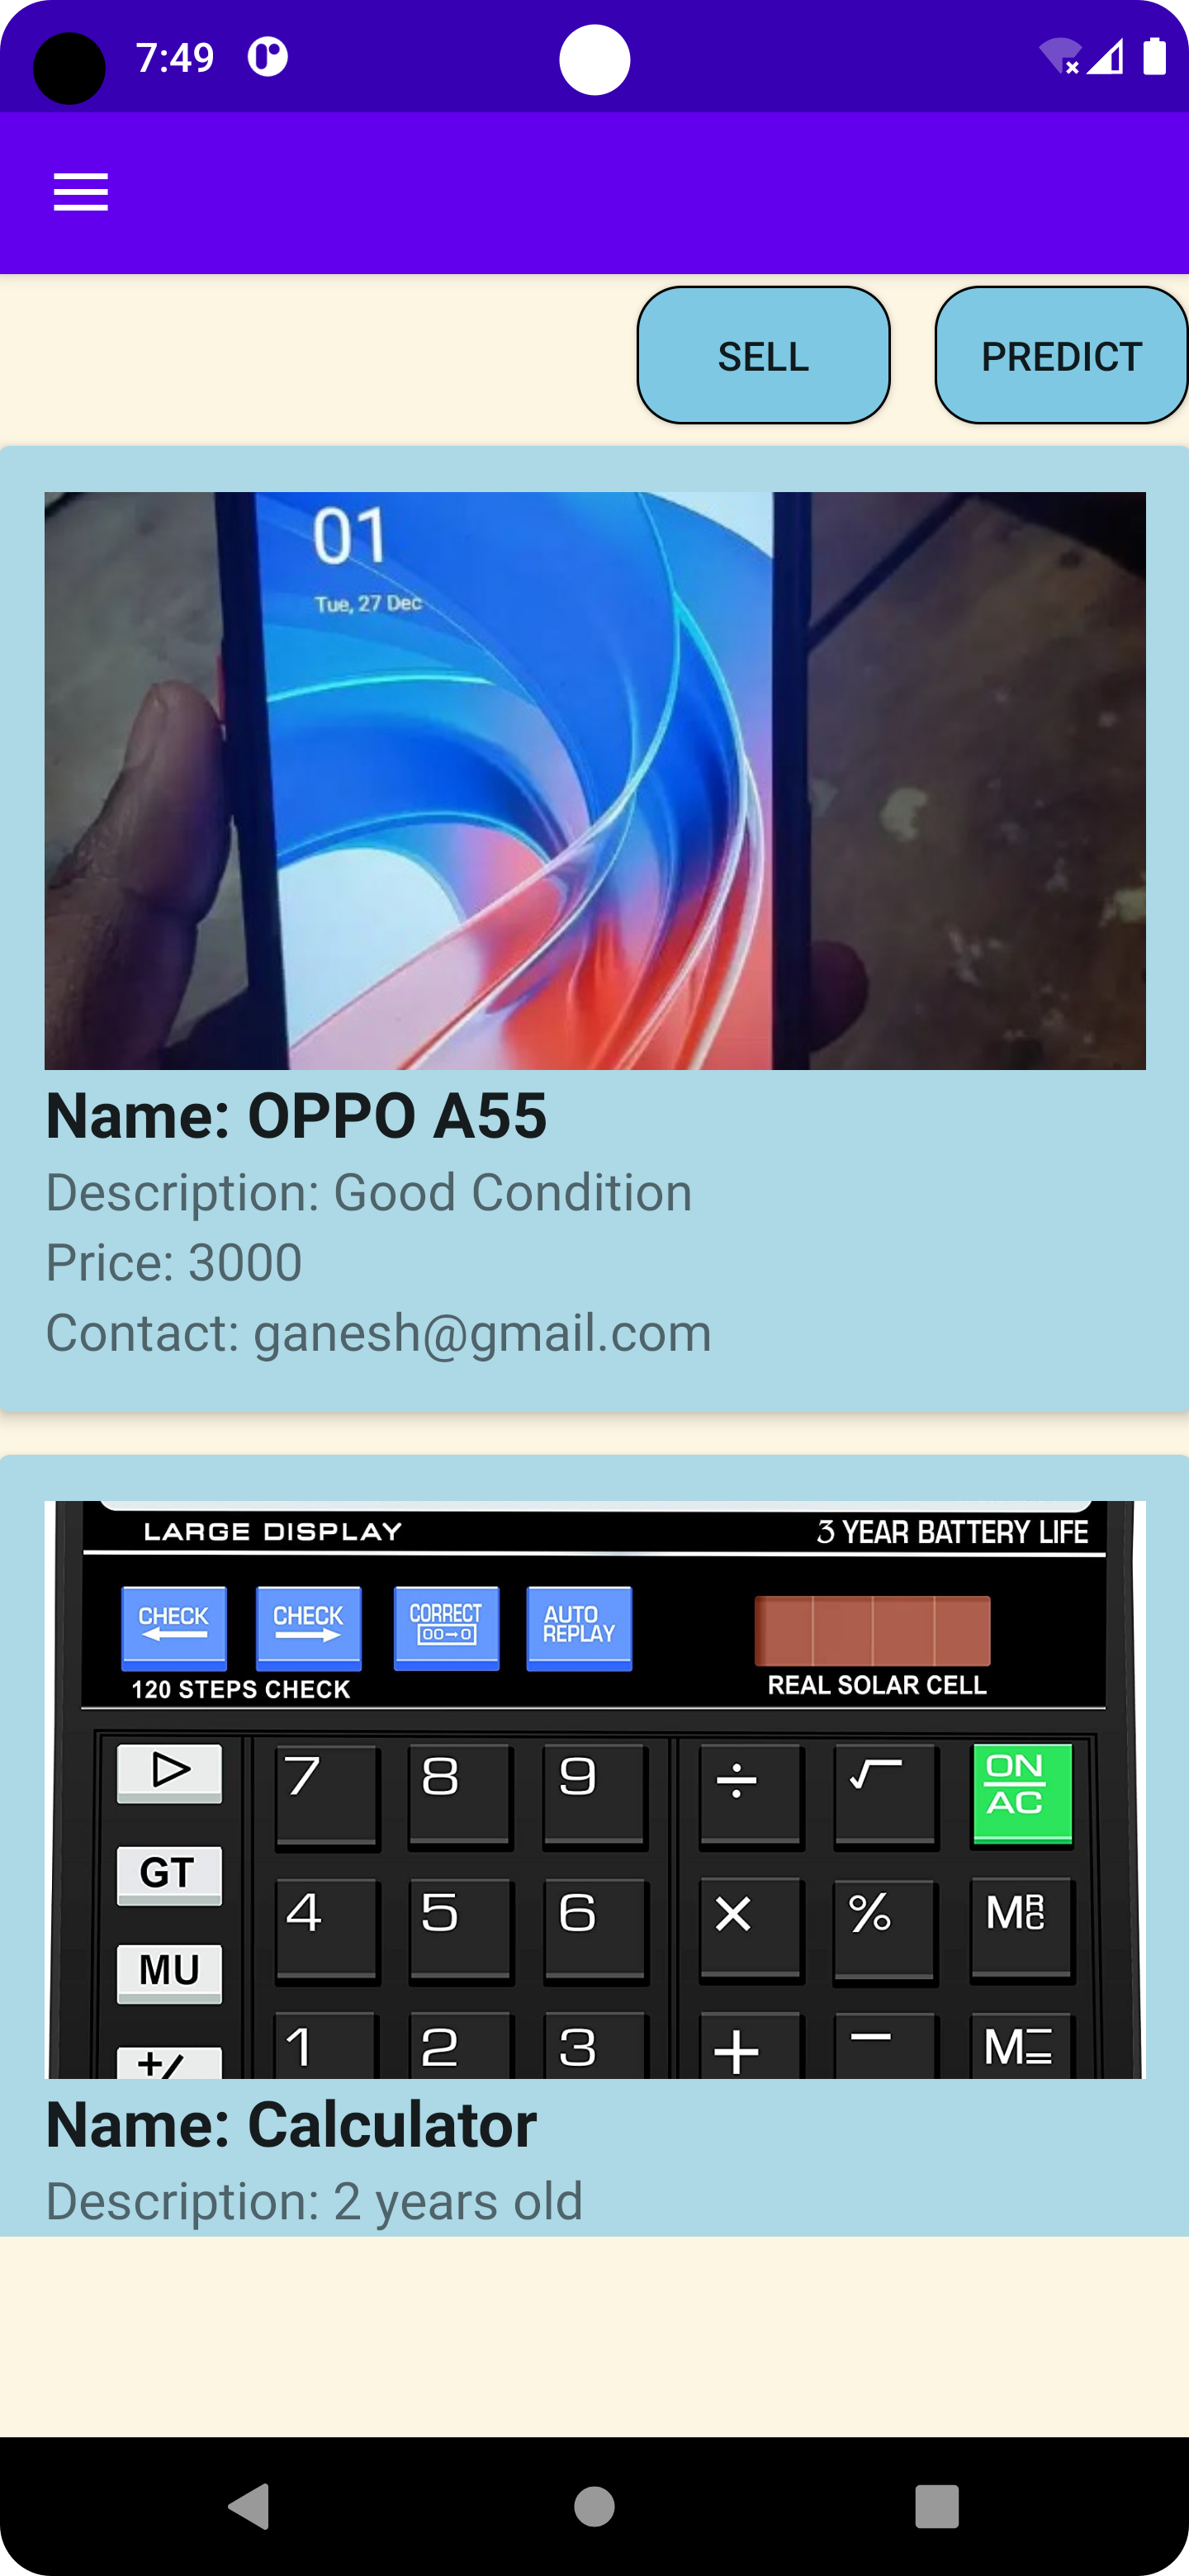 7:49
SELL
PREDICT
01
Tue, 27 Dec
Name: OPPO A55
Description: Good Condition
Price: 3000
Contact: ganesh@gmail.com
LARGE DISPLAY
3 YEAR BATTERY LIFE
CHECK CHECK CORRECT AUTO
00→0 REPLAY
120 STEPS CHECK
REAL SOLAR CELL
7 8 9 ÷ √ ON
AC
GT
4 5 6 × % MRC
MU
1 2 3 + − M=
+/
Name: Calculator
Description: 2 years old